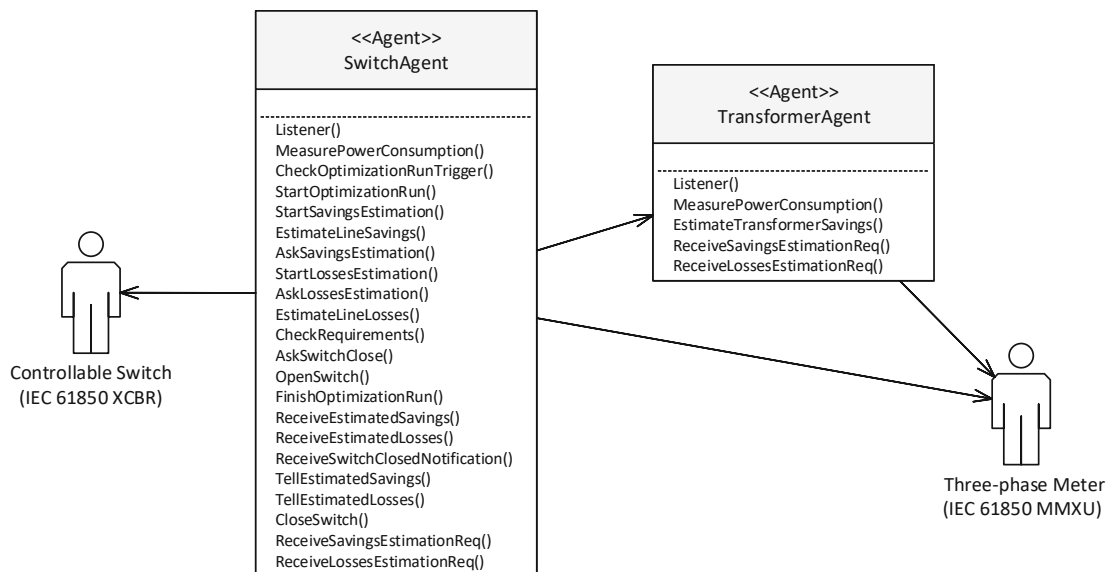 <<Agent>>
SwitchAgent
Listener()
MeasurePowerConsumption()
CheckOptimizationRunTrigger()
StartOptimizationRun()
StartSavingsEstimation()
EstimateLineSavings()
AskSavingsEstimation()
StartLossesEstimation()
AskLossesEstimation()
EstimateLineLosses()
CheckRequirements()
AskSwitchClose()
OpenSwitch()
FinishOptimizationRun()
ReceiveEstimatedSavings()
ReceiveEstimatedLosses()
ReceiveSwitchClosedNotification()
TellEstimatedSavings()
TellEstimatedLosses()
CloseSwitch()
ReceiveSavingsEstimationReq()
ReceiveLossesEstimationReq()
<<Agent>>
TransformerAgent
Listener()
MeasurePowerConsumption()
EstimateTransformerSavings()
ReceiveSavingsEstimationReq()
ReceiveLossesEstimationReq()
Controllable Switch
(IEC 61850 XCBR)
Three-phase Meter
(IEC 61850 MMXU)